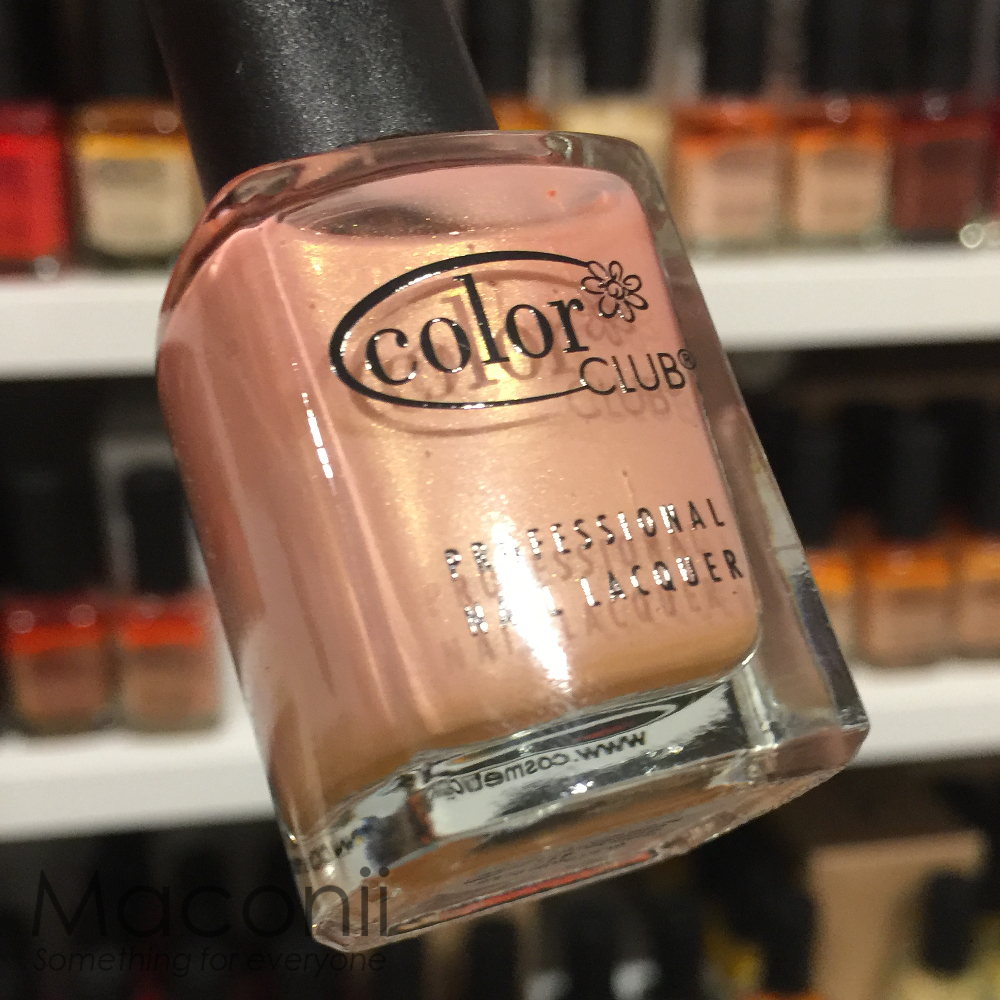 color
CLUB®
PROFESSIONAL
NAIL LACQUER
Maconii
Something for everyone